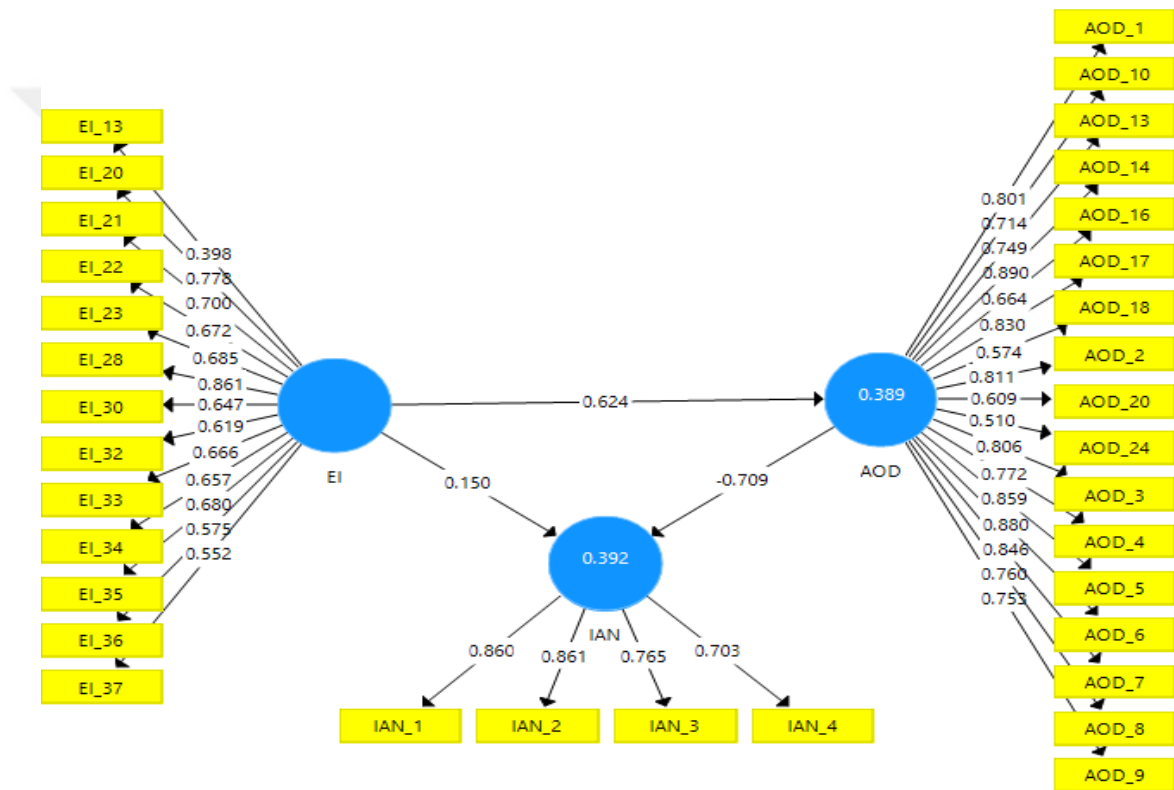 EI_13
EI_20
EI_21
EI_22
EI_23
EI_28
EI_30
EI_32
EI_33
EI_34
EI_35
EI_36
EI_37
0.398
0.778
0.700
0.672
0.685
0.861
0.647
0.619
0.666
0.657
0.680
0.575
0.552
EI
0.624
0.150
-0.709
0.392
IAN
0.860
0.861
0.765
0.703
IAN_1
IAN_2
IAN_3
IAN_4
0.389
AOD
0.801
0.714
0.749
0.890
0.664
0.830
0.574
0.811
0.609
0.510
0.806
0.772
0.859
0.880
0.846
0.760
0.753
AOD_1
AOD_10
AOD_13
AOD_14
AOD_16
AOD_17
AOD_18
AOD_2
AOD_20
AOD_24
AOD_3
AOD_4
AOD_5
AOD_6
AOD_7
AOD_8
AOD_9